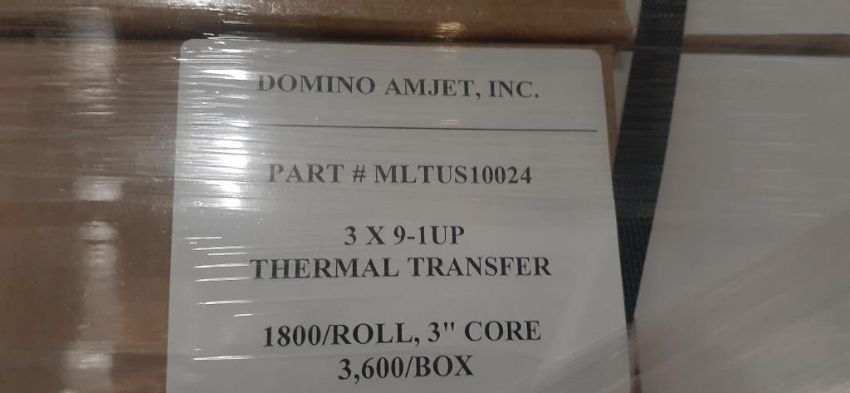 DOMINO AMJET, INC.
PART # MLTUS10024
3 X 9-1UP
THERMAL TRANSFER
1800/ROLL, 3" CORE
3,600/BOX